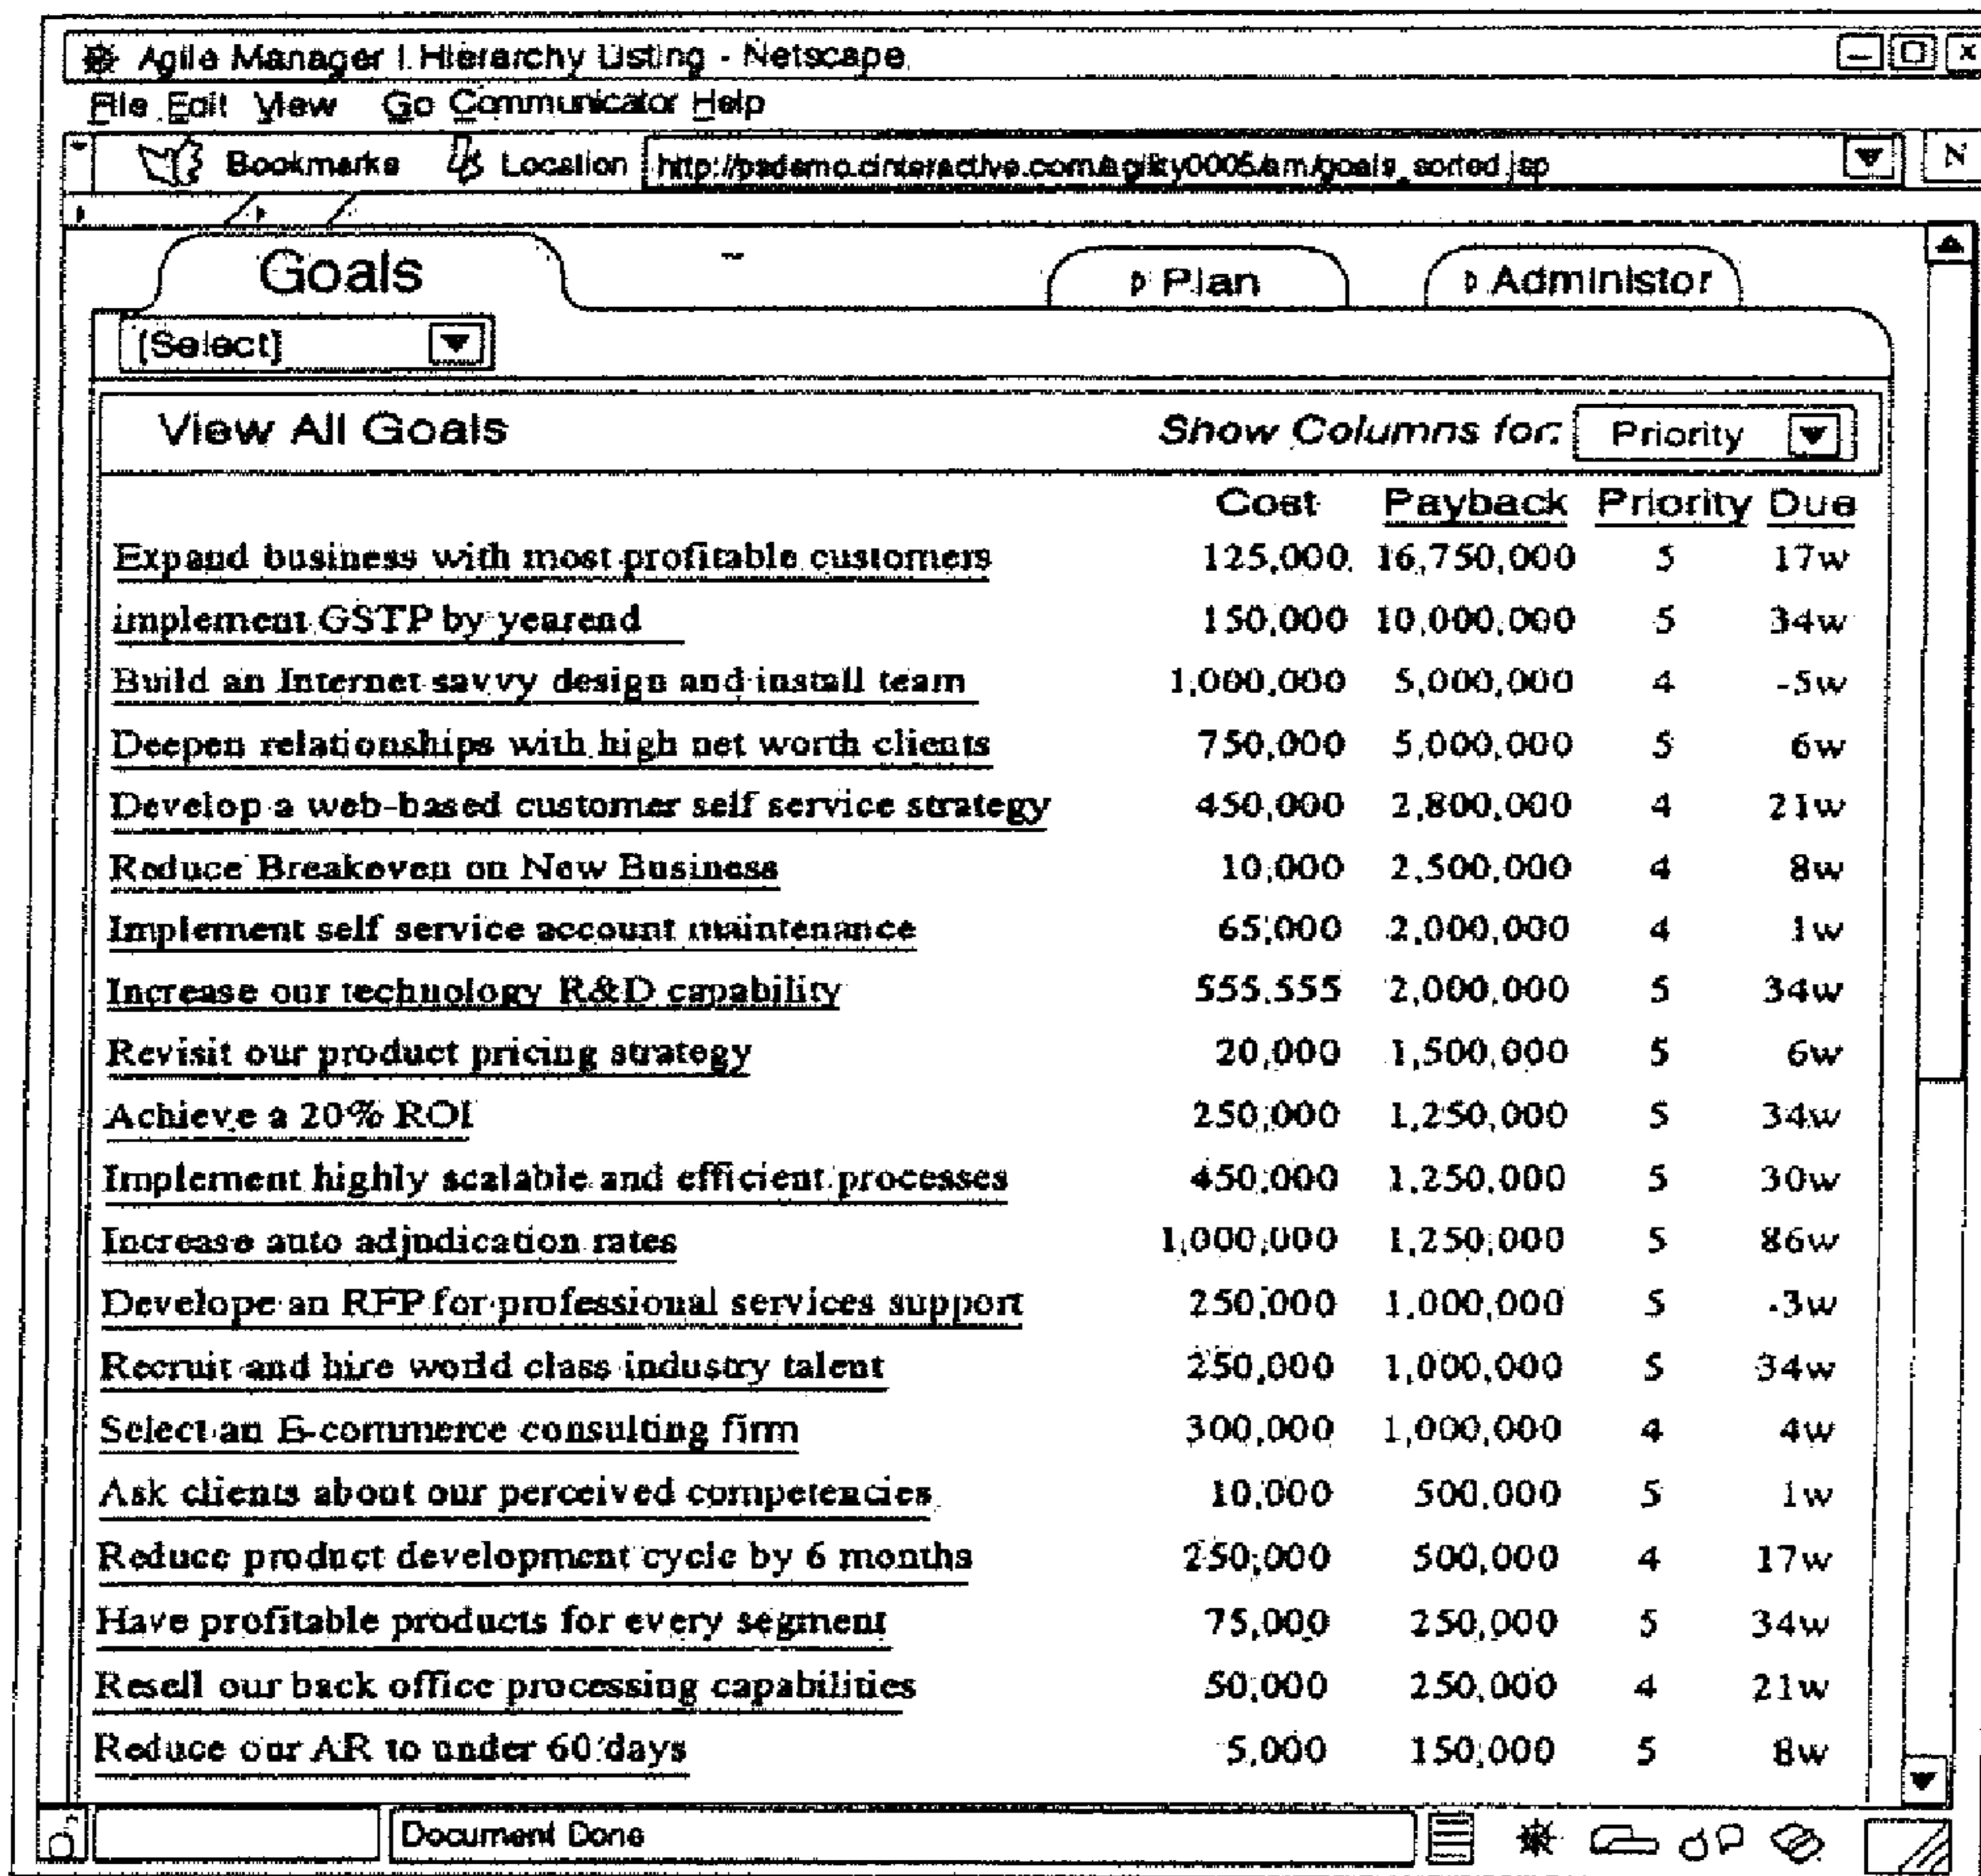 Agile Manager | Hierarchy Listing - Netscape
File Edit View Go Communicator Help
Bookmarks Location http://psdemo.cinteractive.com/agility0005/am/goals_sorted.jsp N
Goals Plan Administor
[Select]
View All Goals Show Columns for: Priority
Cost Payback Priority Due
Expand business with most profitable customers 125,000 16,750,000 5 17w
implement GSTP by yearend 150,000 10,000,000 5 34w
Build an Internet savvy design and install team 1,000,000 5,000,000 4 -5w
Deepen relationships with high net worth clients 750,000 5,000,000 5 6w
Develop a web-based customer self service strategy 450,000 2,800,000 4 21w
Reduce Breakeven on New Business 10,000 2,500,000 4 8w
Implement self service account maintenance 65,000 2,000,000 4 1w
Increase our technology R&D capability 555,555 2,000,000 5 34w
Revisit our product pricing strategy 20,000 1,500,000 5 6w
Achieve a 20% ROI 250,000 1,250,000 5 34w
Implement highly scalable and efficient processes 450,000 1,250,000 5 30w
Increase auto adjudication rates 1,000,000 1,250,000 5 86w
Develope an RFP for professional services support 250,000 1,000,000 5 -3w
Recruit and hire world class industry talent 250,000 1,000,000 5 34w
Select an E-commerce consulting firm 300,000 1,000,000 4 4w
Ask clients about our perceived competencies 10,000 500,000 5 1w
Reduce product development cycle by 6 months 250,000 500,000 4 17w
Have profitable products for every segment 75,000 250,000 5 34w
Resell our back office processing capabilities 50,000 250,000 4 21w
Reduce our AR to under 60 days 5,000 150,000 5 8w
Document Done